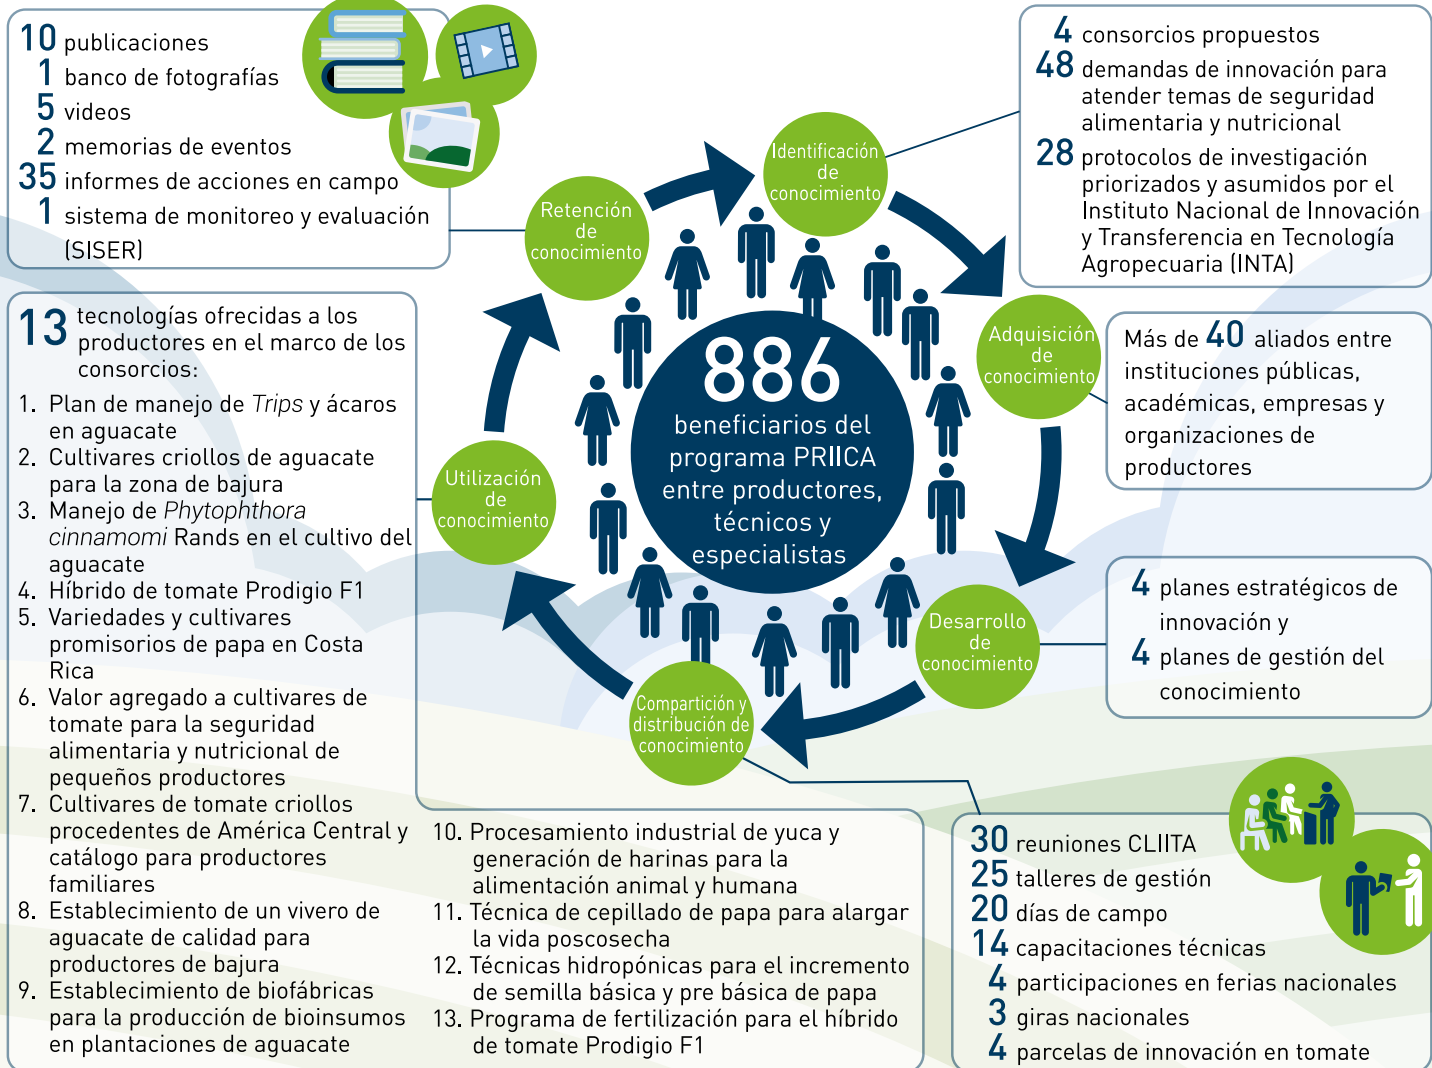 10 publicaciones
1 banco de fotografías
5 videos
2 memorias de eventos
35 informes de acciones en campo
1 sistema de monitoreo y evaluación
(SISER)
4 consorcios propuestos
48 demandas de innovación para
atender temas de seguridad
alimentaria y nutricional
28 protocolos de investigación
priorizados y asumidos por el
Instituto Nacional de Innovación
y Transferencia en Tecnología
Agropecuaria (INTA)
Identificación
de
conocimiento
Retención
de
conocimiento
Adquisición
de
conocimiento
Más de 40 aliados entre
instituciones públicas,
académicas, empresas y
organizaciones de
productores
886
beneficiarios del
programa PRIICA
entre productores,
técnicos y
especialistas
Utilización
de
conocimiento
Desarrollo
de
conocimiento
4 planes estratégicos de
innovación y
4 planes de gestión del
conocimiento
Compartición y
distribución de
conocimiento
13 tecnologías ofrecidas a los
productores en el marco de los
consorcios:
1. Plan de manejo de Trips y ácaros
en aguacate
2. Cultivares criollos de aguacate
para la zona de bajura
3. Manejo de Phytophthora
cinnamomi Rands en el cultivo del
aguacate
4. Híbrido de tomate Prodigio F1
5. Variedades y cultivares
promisorios de papa en Costa
Rica
6. Valor agregado a cultivares de
tomate para la seguridad
alimentaria y nutricional de
pequeños productores
7. Cultivares de tomate criollos
procedentes de América Central y
catálogo para productores
familiares
8. Establecimiento de un vivero de
aguacate de calidad para
productores de bajura
9. Establecimiento de biofábricas
para la producción de bioinsumos
en plantaciones de aguacate
10. Procesamiento industrial de yuca y
generación de harinas para la
alimentación animal y humana
11. Técnica de cepillado de papa para alargar
la vida poscosecha
12. Técnicas hidropónicas para el incremento
de semilla básica y pre básica de papa
13. Programa de fertilización para el híbrido
de tomate Prodigio F1
30 reuniones CLIITA
25 talleres de gestión
20 días de campo
14 capacitaciones técnicas
4 participaciones en ferias nacionales
3 giras nacionales
4 parcelas de innovación en tomate